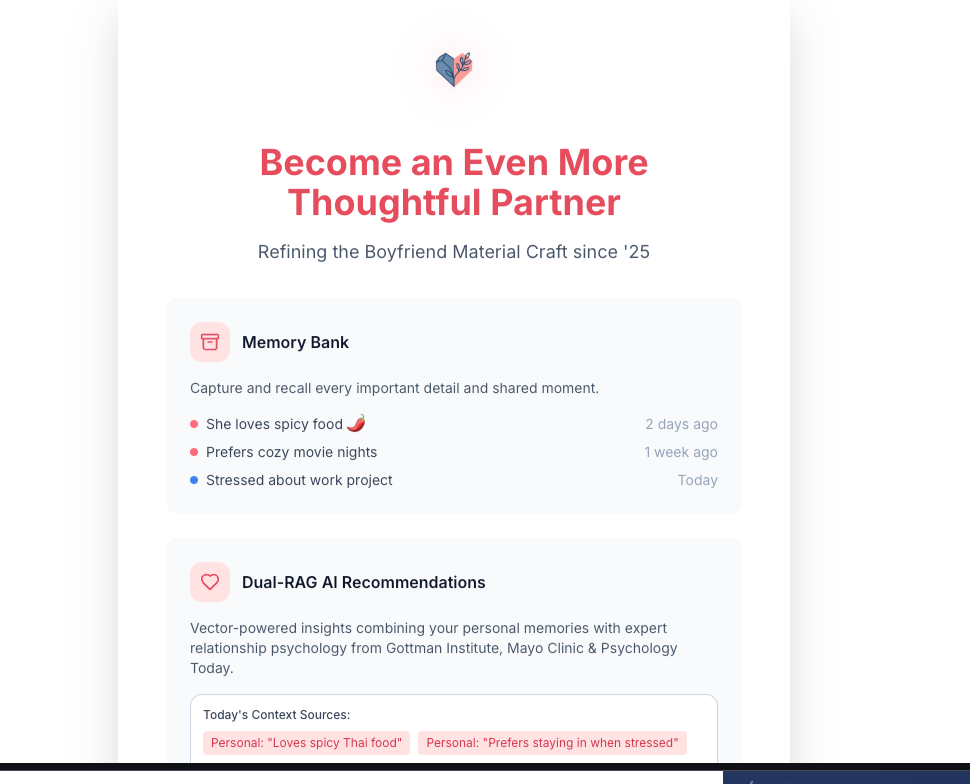 Become an Even More
Thoughtful Partner
Refining the Boyfriend Material Craft since '25
Memory Bank
Capture and recall every important detail and shared moment.
She loves spicy food 🌶️ 2 days ago
Prefers cozy movie nights 1 week ago
Stressed about work project Today
Dual-RAG AI Recommendations
Vector-powered insights combining your personal memories with expert
relationship psychology from Gottman Institute, Mayo Clinic & Psychology
Today.
Today's Context Sources:
Personal: "Loves spicy Thai food" Personal: "Prefers staying in when stressed"